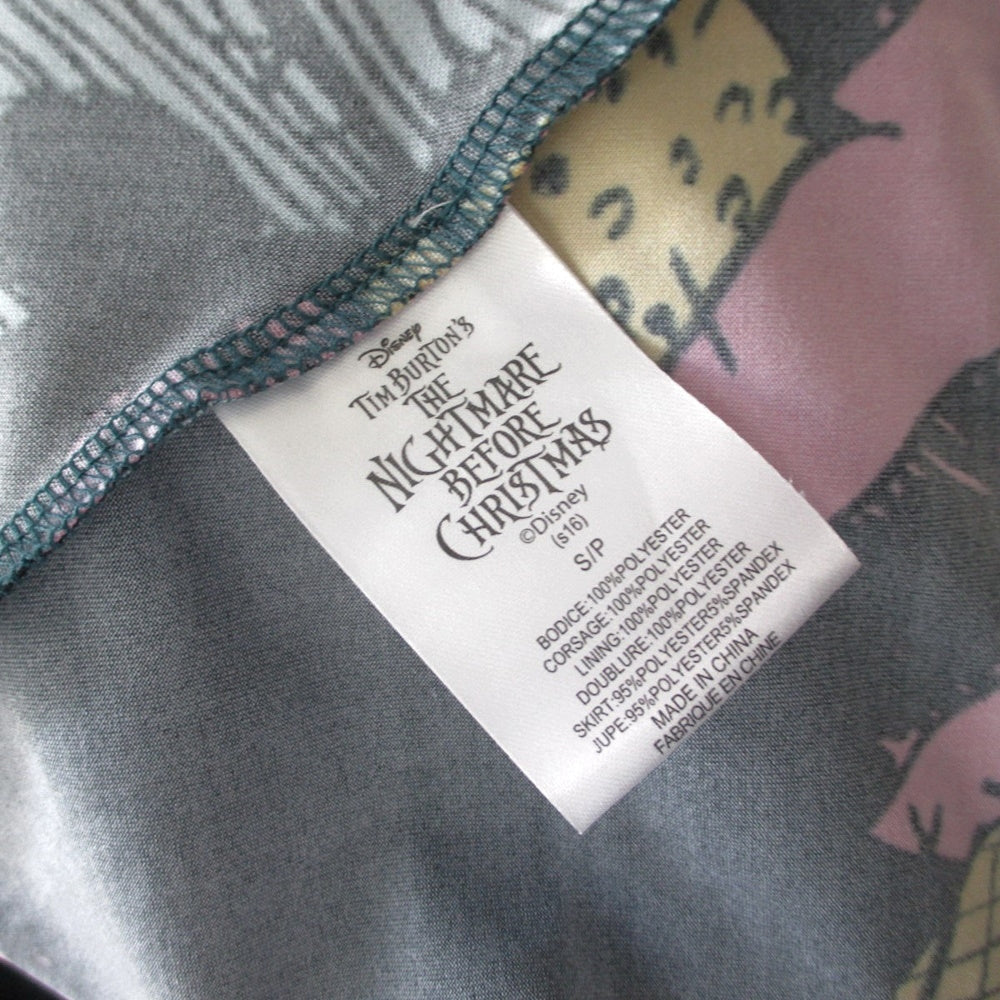 Disney
TIM BURTON'S
THE
NIGHTMARE
BEFORE
CHRISTMAS
©Disney
(s16)
S/P
BODICE:100%POLYESTER
CORSAGE:100%POLYESTER
LINING:100%POLYESTER
DOUBLURE:100%POLYESTER
SKIRT:95%POLYESTER5%SPANDEX
JUPE:95%POLYESTER5%SPANDEX
MADE IN CHINA
FABRIQUE EN CHINE